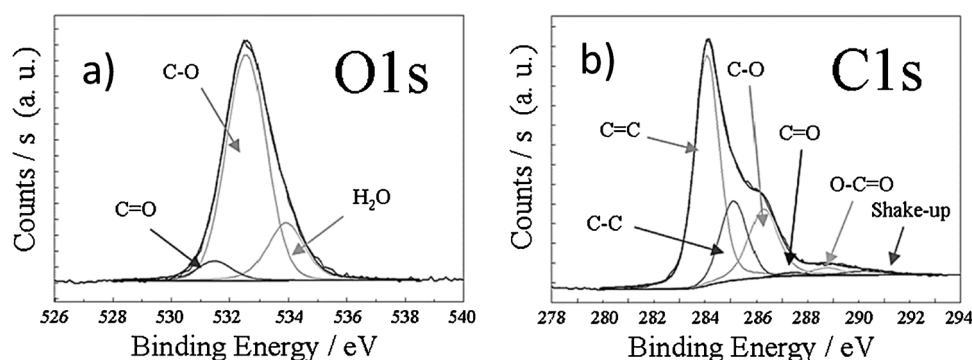 a)
O1s
C-O
C=O
H₂O
Counts / s (a. u.)
526 528 530 532 534 536 538 540
Binding Energy / eV
b)
C1s
C-O
C=C
C=O
O-C=O
Shake-up
C-C
Counts / s (a. u.)
278 280 282 284 286 288 290 292 294
Binding Energy / eV